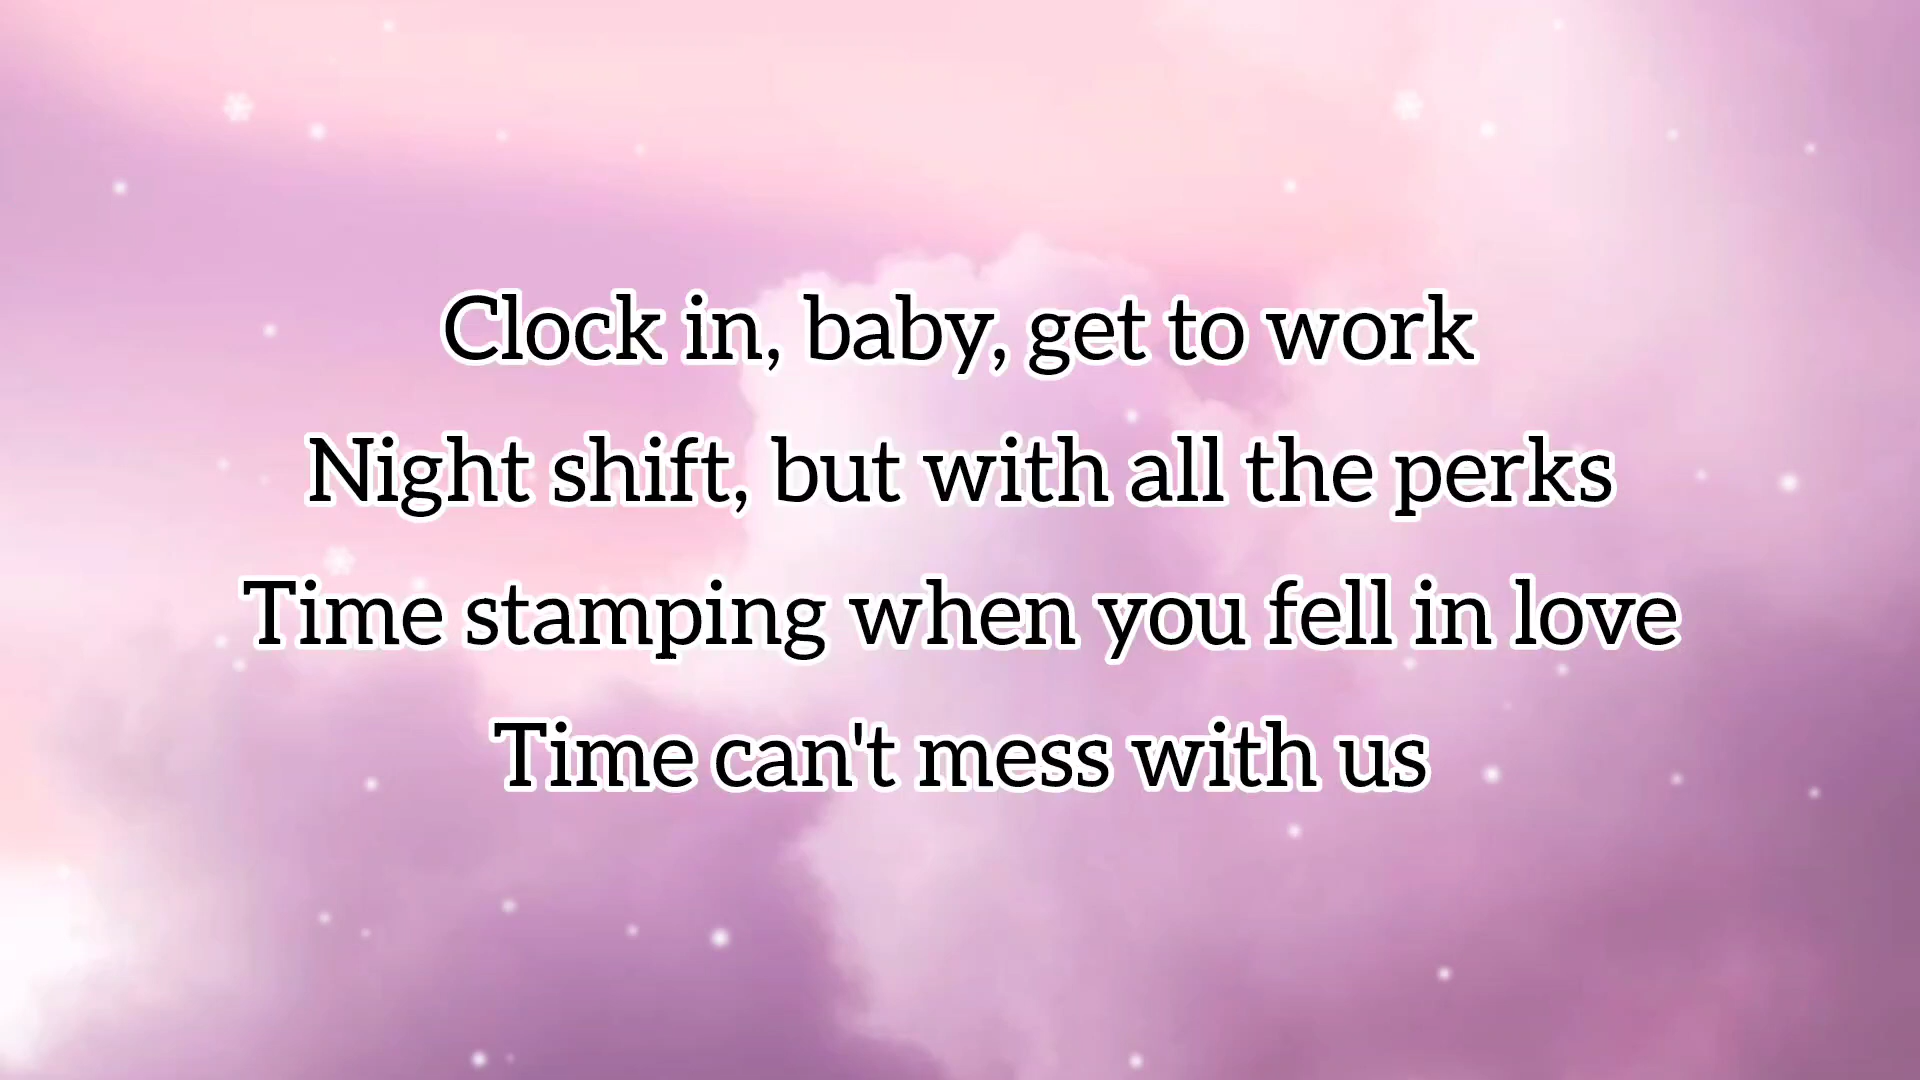 Clock in, baby, get to work
Night shift, but with all the perks
Time stamping when you fell in love
Time can't mess with us